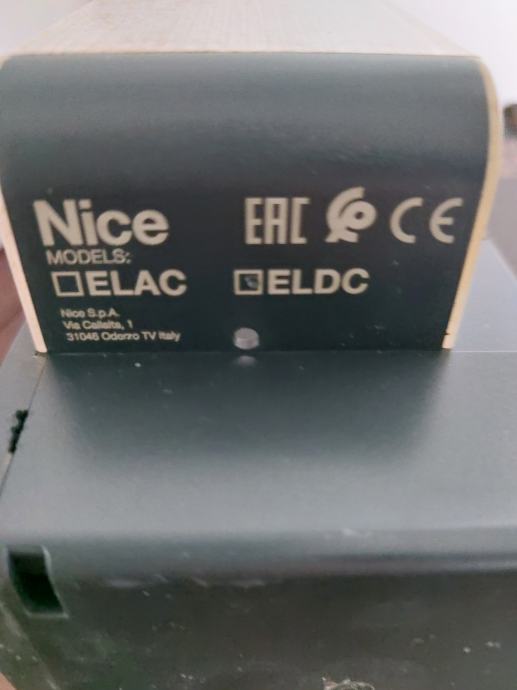 Nice EAC CE
MODELS:
ELAC ELDC
Nice S.p.A.
Via Callalta, 1
31046 Oderzo TV Italy